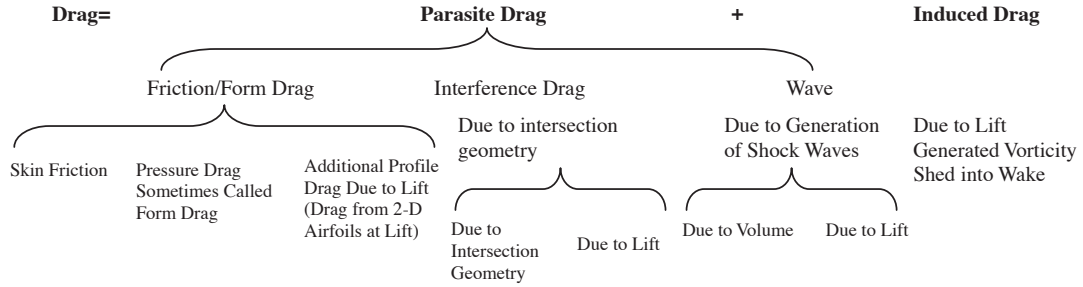 Drag= Parasite Drag + Induced Drag
Friction/Form Drag Interference Drag Wave
Skin Friction
Pressure Drag
Sometimes Called
Form Drag
Additional Profile
Drag Due to Lift
(Drag from 2-D
Airfoils at Lift)
Due to intersection
geometry
Due to
Intersection
Geometry
Due to Lift
Due to Generation
of Shock Waves
Due to Volume
Due to Lift
Due to Lift
Generated Vorticity
Shed into Wake